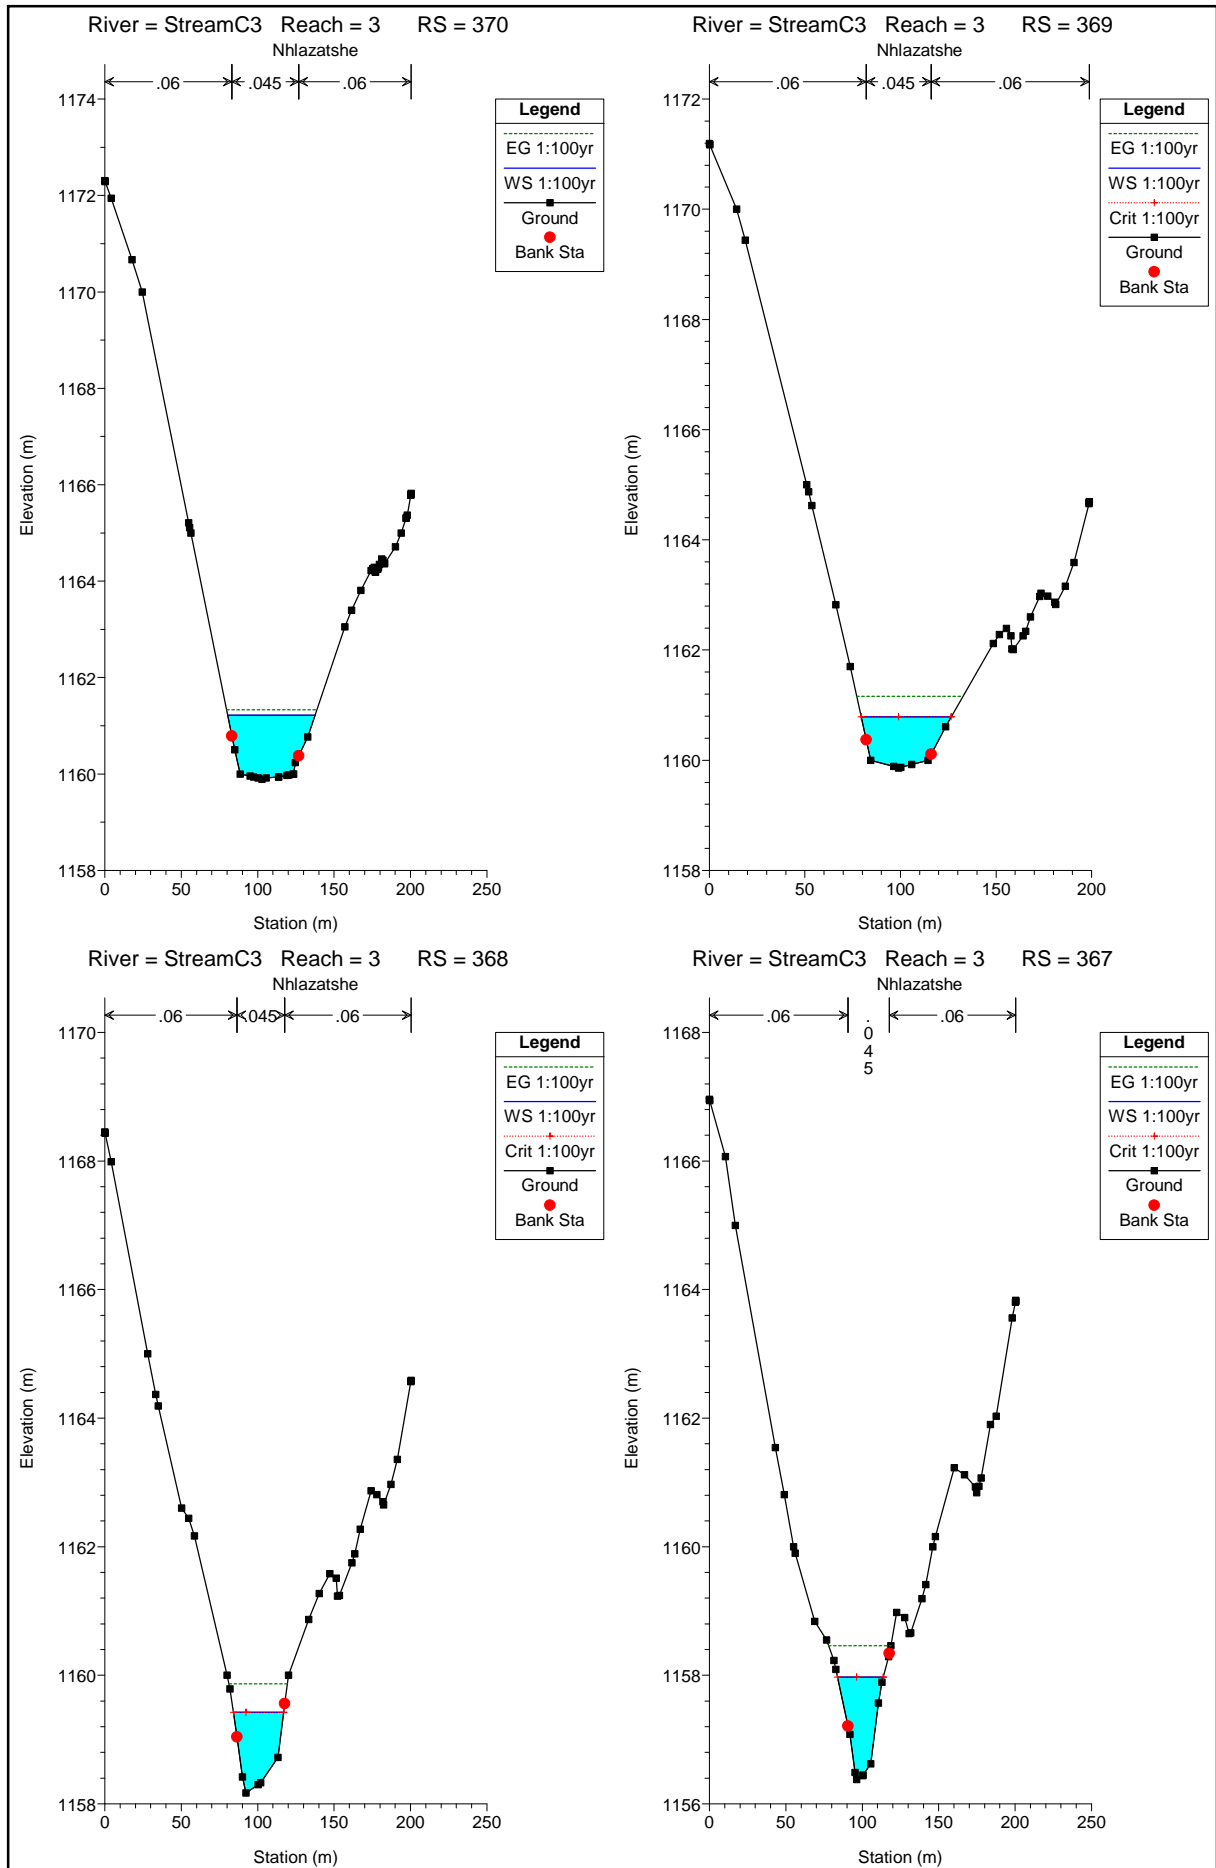 River = StreamC3 Reach = 3 RS = 370
Nhlazatshe
.06 .045 .06
Legend
EG 1:100yr
WS 1:100yr
Ground
Bank Sta
1174
1172
1170
1168
1166
1164
1162
1160
1158
Elevation (m)
0 50 100 150 200 250
Station (m)
River = StreamC3 Reach = 3 RS = 369
Nhlazatshe
.06 .045 .06
Legend
EG 1:100yr
WS 1:100yr
Crit 1:100yr
Ground
Bank Sta
1172
1170
1168
1166
1164
1162
1160
1158
Elevation (m)
0 50 100 150 200
Station (m)
River = StreamC3 Reach = 3 RS = 368
Nhlazatshe
.06 .045 .06
Legend
EG 1:100yr
WS 1:100yr
Crit 1:100yr
Ground
Bank Sta
1170
1168
1166
1164
1162
1160
1158
Elevation (m)
0 50 100 150 200 250
Station (m)
River = StreamC3 Reach = 3 RS = 367
Nhlazatshe
.06 .045 .06
Legend
EG 1:100yr
WS 1:100yr
Crit 1:100yr
Ground
Bank Sta
1168
1166
1164
1162
1160
1158
1156
Elevation (m)
0 50 100 150 200 250
Station (m)